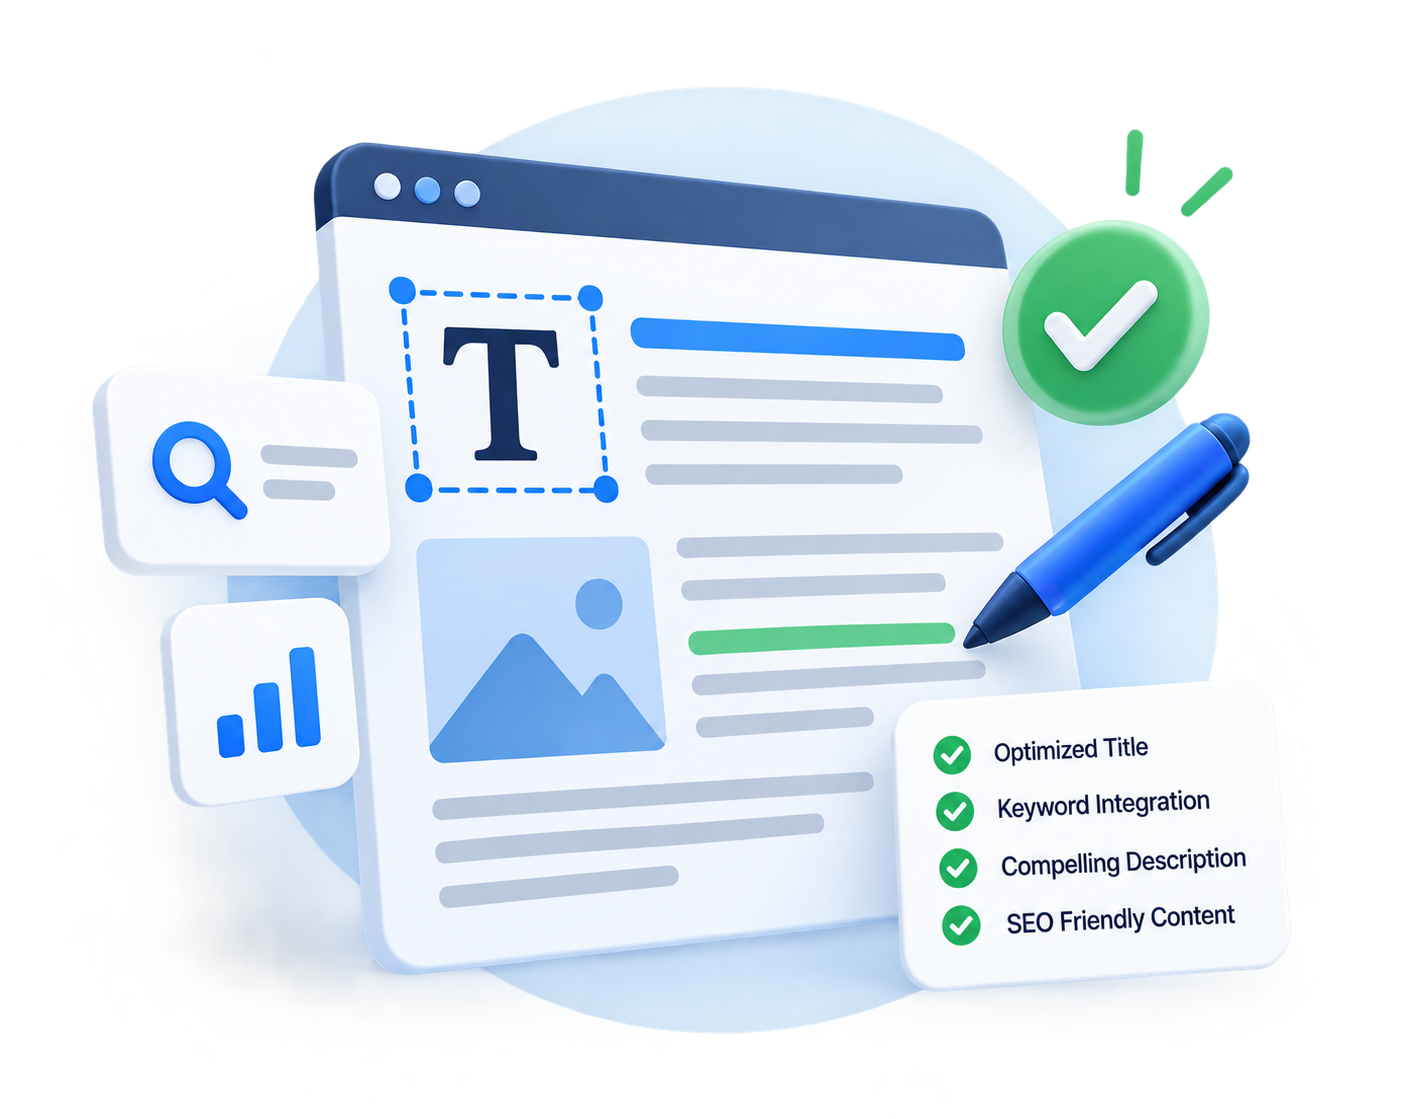 T
Optimized Title
Keyword Integration
Compelling Description
SEO Friendly Content